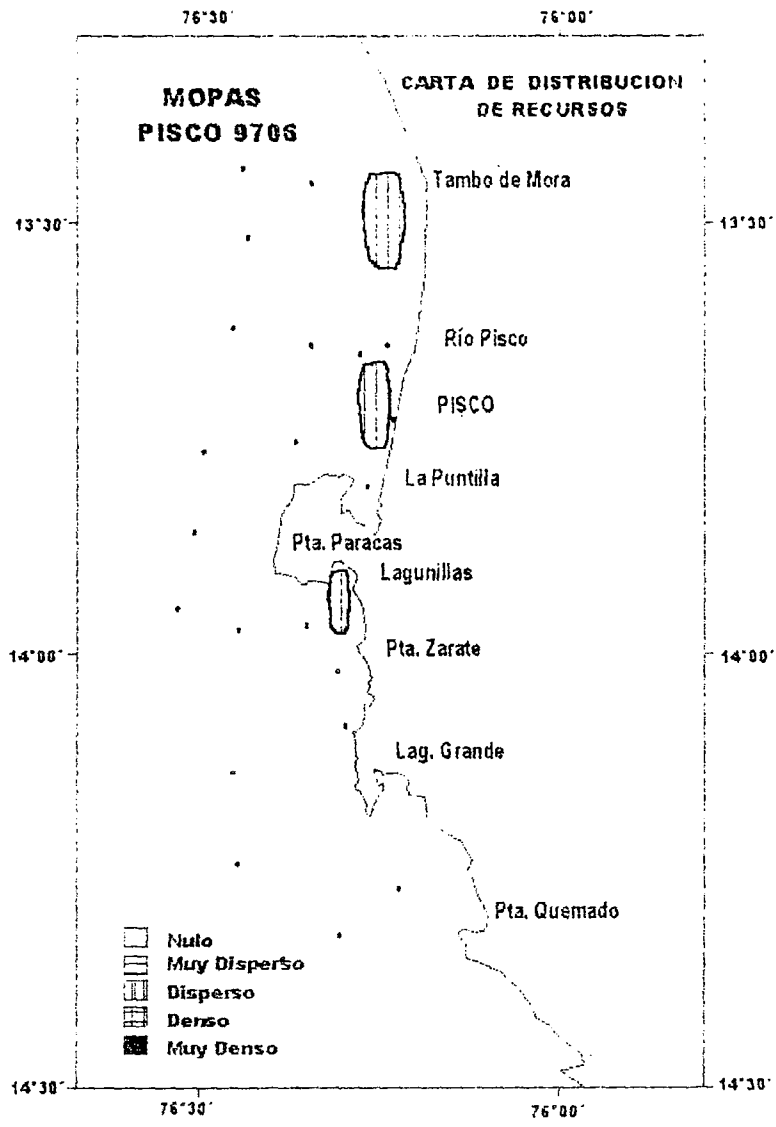 76°30´ 76°00´
MOPAS
PISCO 9706
CARTA DE DISTRIBUCION
DE RECURSOS
Tambo de Mora
13°30´ 13°30´
Río Pisco
PISCO
La Puntilla
Pta. Paracas
Lagunillas
Pta. Zarate
14°00´ 14°00´
Lag. Grande
Pta. Quemado
Nulo
Muy Disperso
Disperso
Denso
Muy Denso
14°30´ 14°30´
76°30´ 76°00´